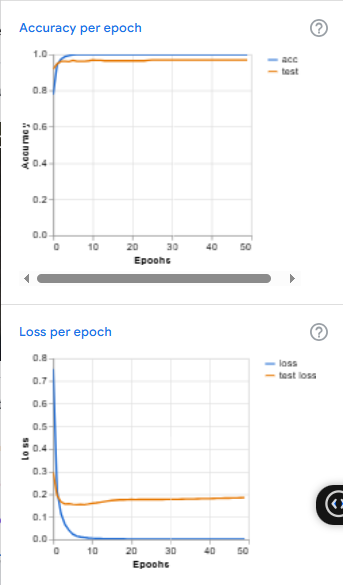 Accuracy per epoch
?
1.0
0.8
0.6
0.4
0.2
0.0
Accuracy
0
10
20
30
40
50
Epochs
acc
test
Loss per epoch
?
0.8
0.7
0.6
0.5
0.4
0.3
0.2
0.1
0.0
Loss
0
10
20
30
40
50
Epochs
loss
test loss